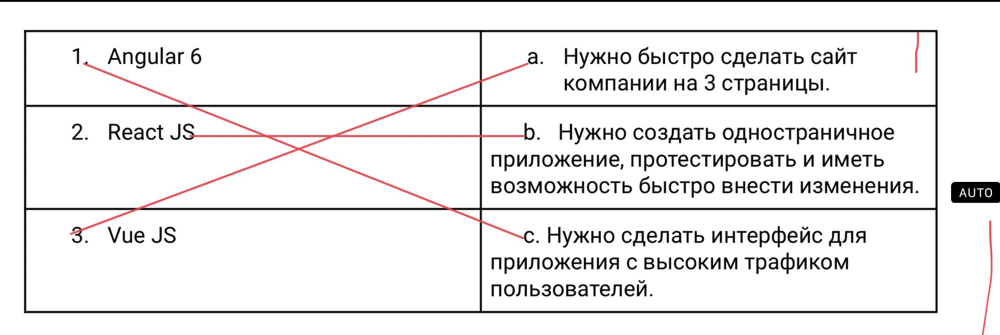 1. Angular 6
a. Нужно быстро сделать сайт
компании на 3 страницы.
2. React JS
b. Нужно создать одностраничное
приложение, протестировать и иметь
возможность быстро внести изменения.
AUTO
3. Vue JS
c. Нужно сделать интерфейс для
приложения с высоким трафиком
пользователей.